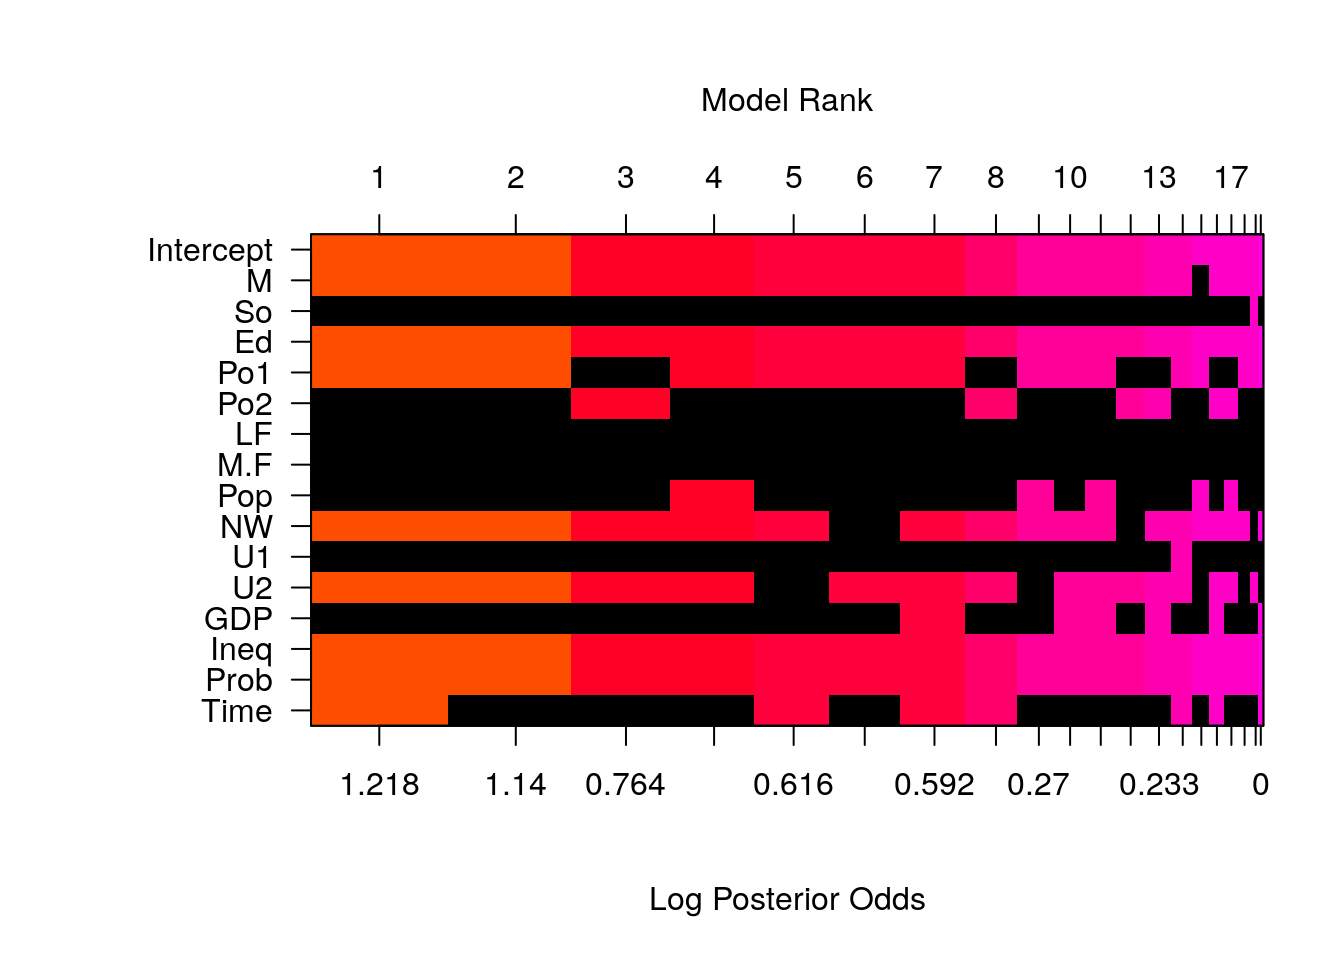 Model Rank
1 2 3 4 5 6 7 8 10 13 17
Intercept
M
So
Ed
Po1
Po2
LF
M.F
Pop
NW
U1
U2
GDP
Ineq
Prob
Time
1.218 1.14 0.764 0.616 0.592 0.27 0.233 0
Log Posterior Odds